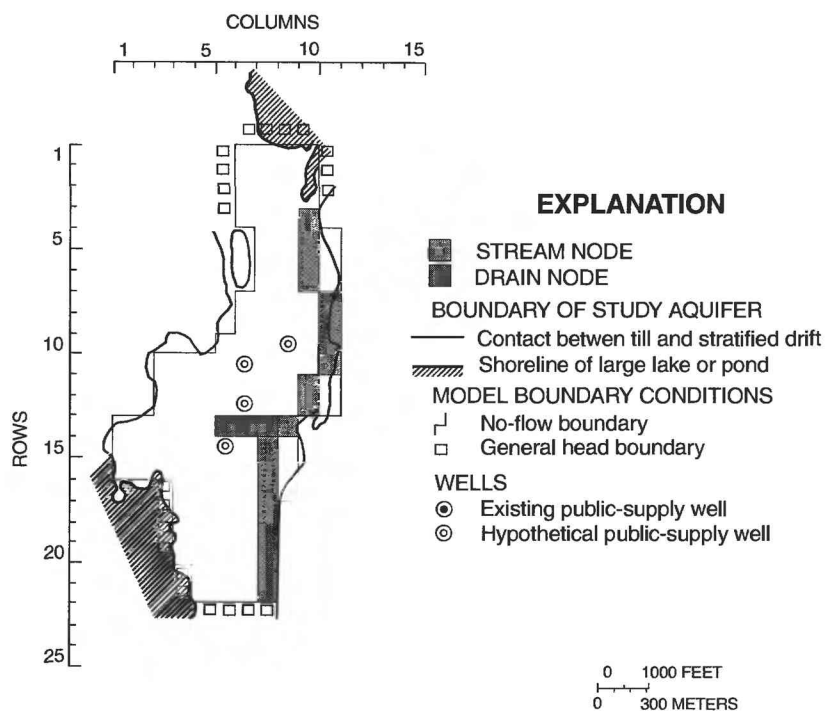 COLUMNS
1 5 10 15
ROWS
1
5
10
15
20
25
EXPLANATION
STREAM NODE
DRAIN NODE
BOUNDARY OF STUDY AQUIFER
Contact betwen till and stratified drift
Shoreline of large lake or pond
MODEL BOUNDARY CONDITIONS
No-flow boundary
General head boundary
WELLS
Existing public-supply well
Hypothetical public-supply well
0 1000 FEET
0 300 METERS